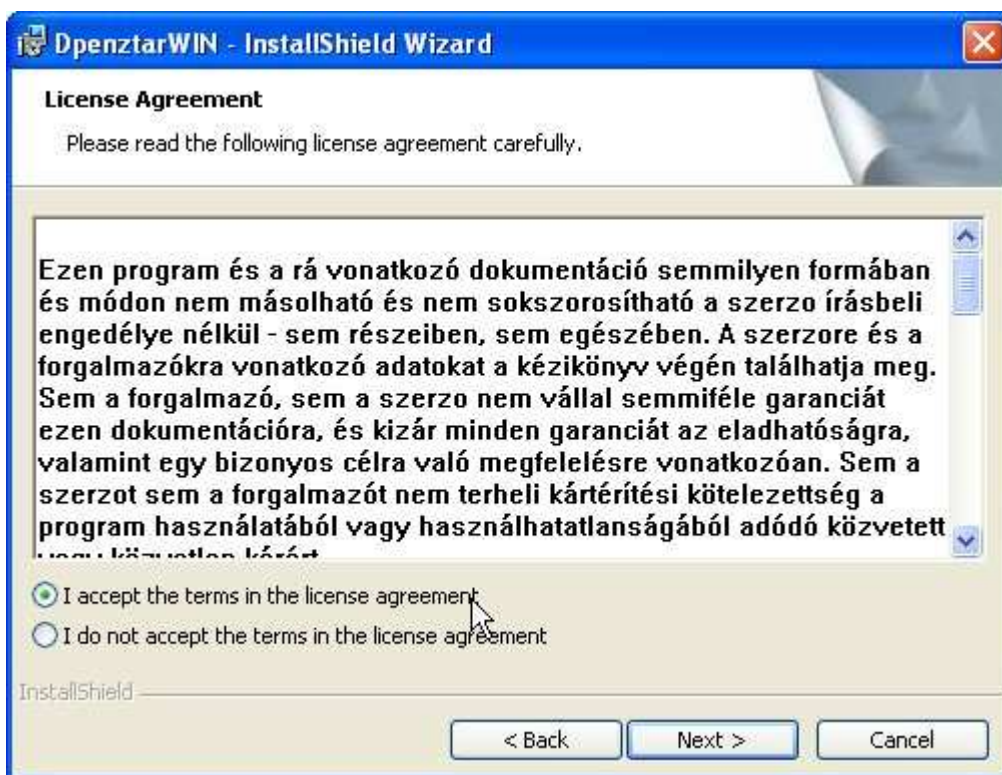 DpenztarWIN - InstallShield Wizard
License Agreement
Please read the following license agreement carefully.
Ezen program és a rá vonatkozó dokumentáció semmilyen formában
és módon nem másolható és nem sokszorosítható a szerzo írásbeli
engedélye nélkül - sem részeiben, sem egészében. A szerzore és a
forgalmazókra vonatkozó adatokat a kézikönyv végén találhatja meg.
Sem a forgalmazó, sem a szerzo nem vállal semmiféle garanciát
ezen dokumentációra, és kizár minden garanciát az eladhatóságra,
valamint egy bizonyos célra való megfelelésre vonatkozóan. Sem a
szerzot sem a forgalmazót nem terheli kártérítési kötelezettség a
program használatából vagy használhatatlanságából adódó közvetett
vagy közvetlen kárért
I accept the terms in the license agreement
I do not accept the terms in the license agreement
InstallShield
< Back
Next >
Cancel